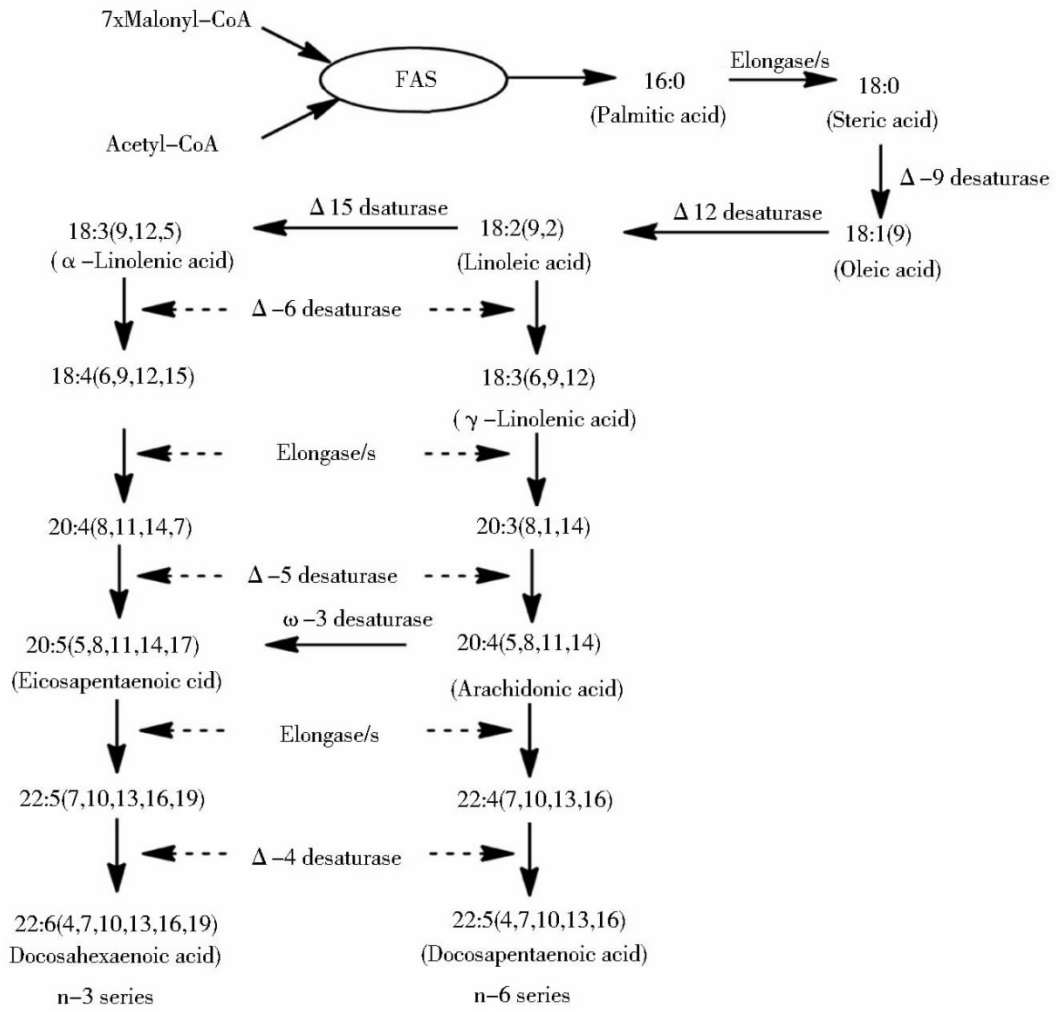 7xMalonyl-CoA
FAS
Acetyl-CoA
16:0
(Palmitic acid)
Elongase/s
18:0
(Steric acid)
Δ-9 desaturase
18:1(9)
(Oleic acid)
Δ12 desaturase
18:2(9,2)
(Linoleic acid)
Δ15 dsaturase
18:3(9,12,5)
(α-Linolenic acid)
Δ-6 desaturase
18:4(6,9,12,15)
18:3(6,9,12)
(γ-Linolenic acid)
Elongase/s
20:4(8,11,14,7)
20:3(8,1,14)
Δ-5 desaturase
ω-3 desaturase
20:5(5,8,11,14,17)
(Eicosapentaenoic cid)
20:4(5,8,11,14)
(Arachidonic acid)
Elongase/s
22:5(7,10,13,16,19)
22:4(7,10,13,16)
Δ-4 desaturase
22:6(4,7,10,13,16,19)
Docosahexaenoic acid)
n-3 series
22:5(4,7,10,13,16)
(Docosapentaenoic acid)
n-6 series